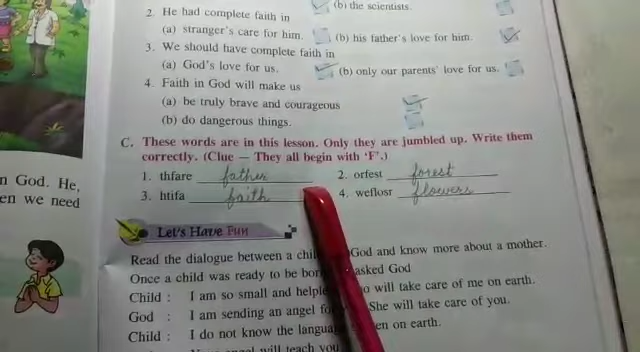 (b) the scientists.
2. He had complete faith in
(a) stranger's care for him. (b) his father's love for him.
3. We should have complete faith in
(a) God's love for us. (b) only our parents' love for us.
4. Faith in God will make us
(a) be truly brave and courageous
(b) do dangerous things.
C. These words are in this lesson. Only they are jumbled up. Write them
correctly. (Clue — They all begin with 'F'.)
1. thfare father 2. orfest forest
3. htifa faith 4. weflosr flowers
n God. He,
en we need
Let's Have Fun
Read the dialogue between a chi God and know more about a mother.
Once a child was ready to be bor asked God
Child : I am so small and helple o will take care of me on earth.
God : I am sending an angel fo She will take care of you.
Child : I do not know the langua en on earth.
angel will teach you